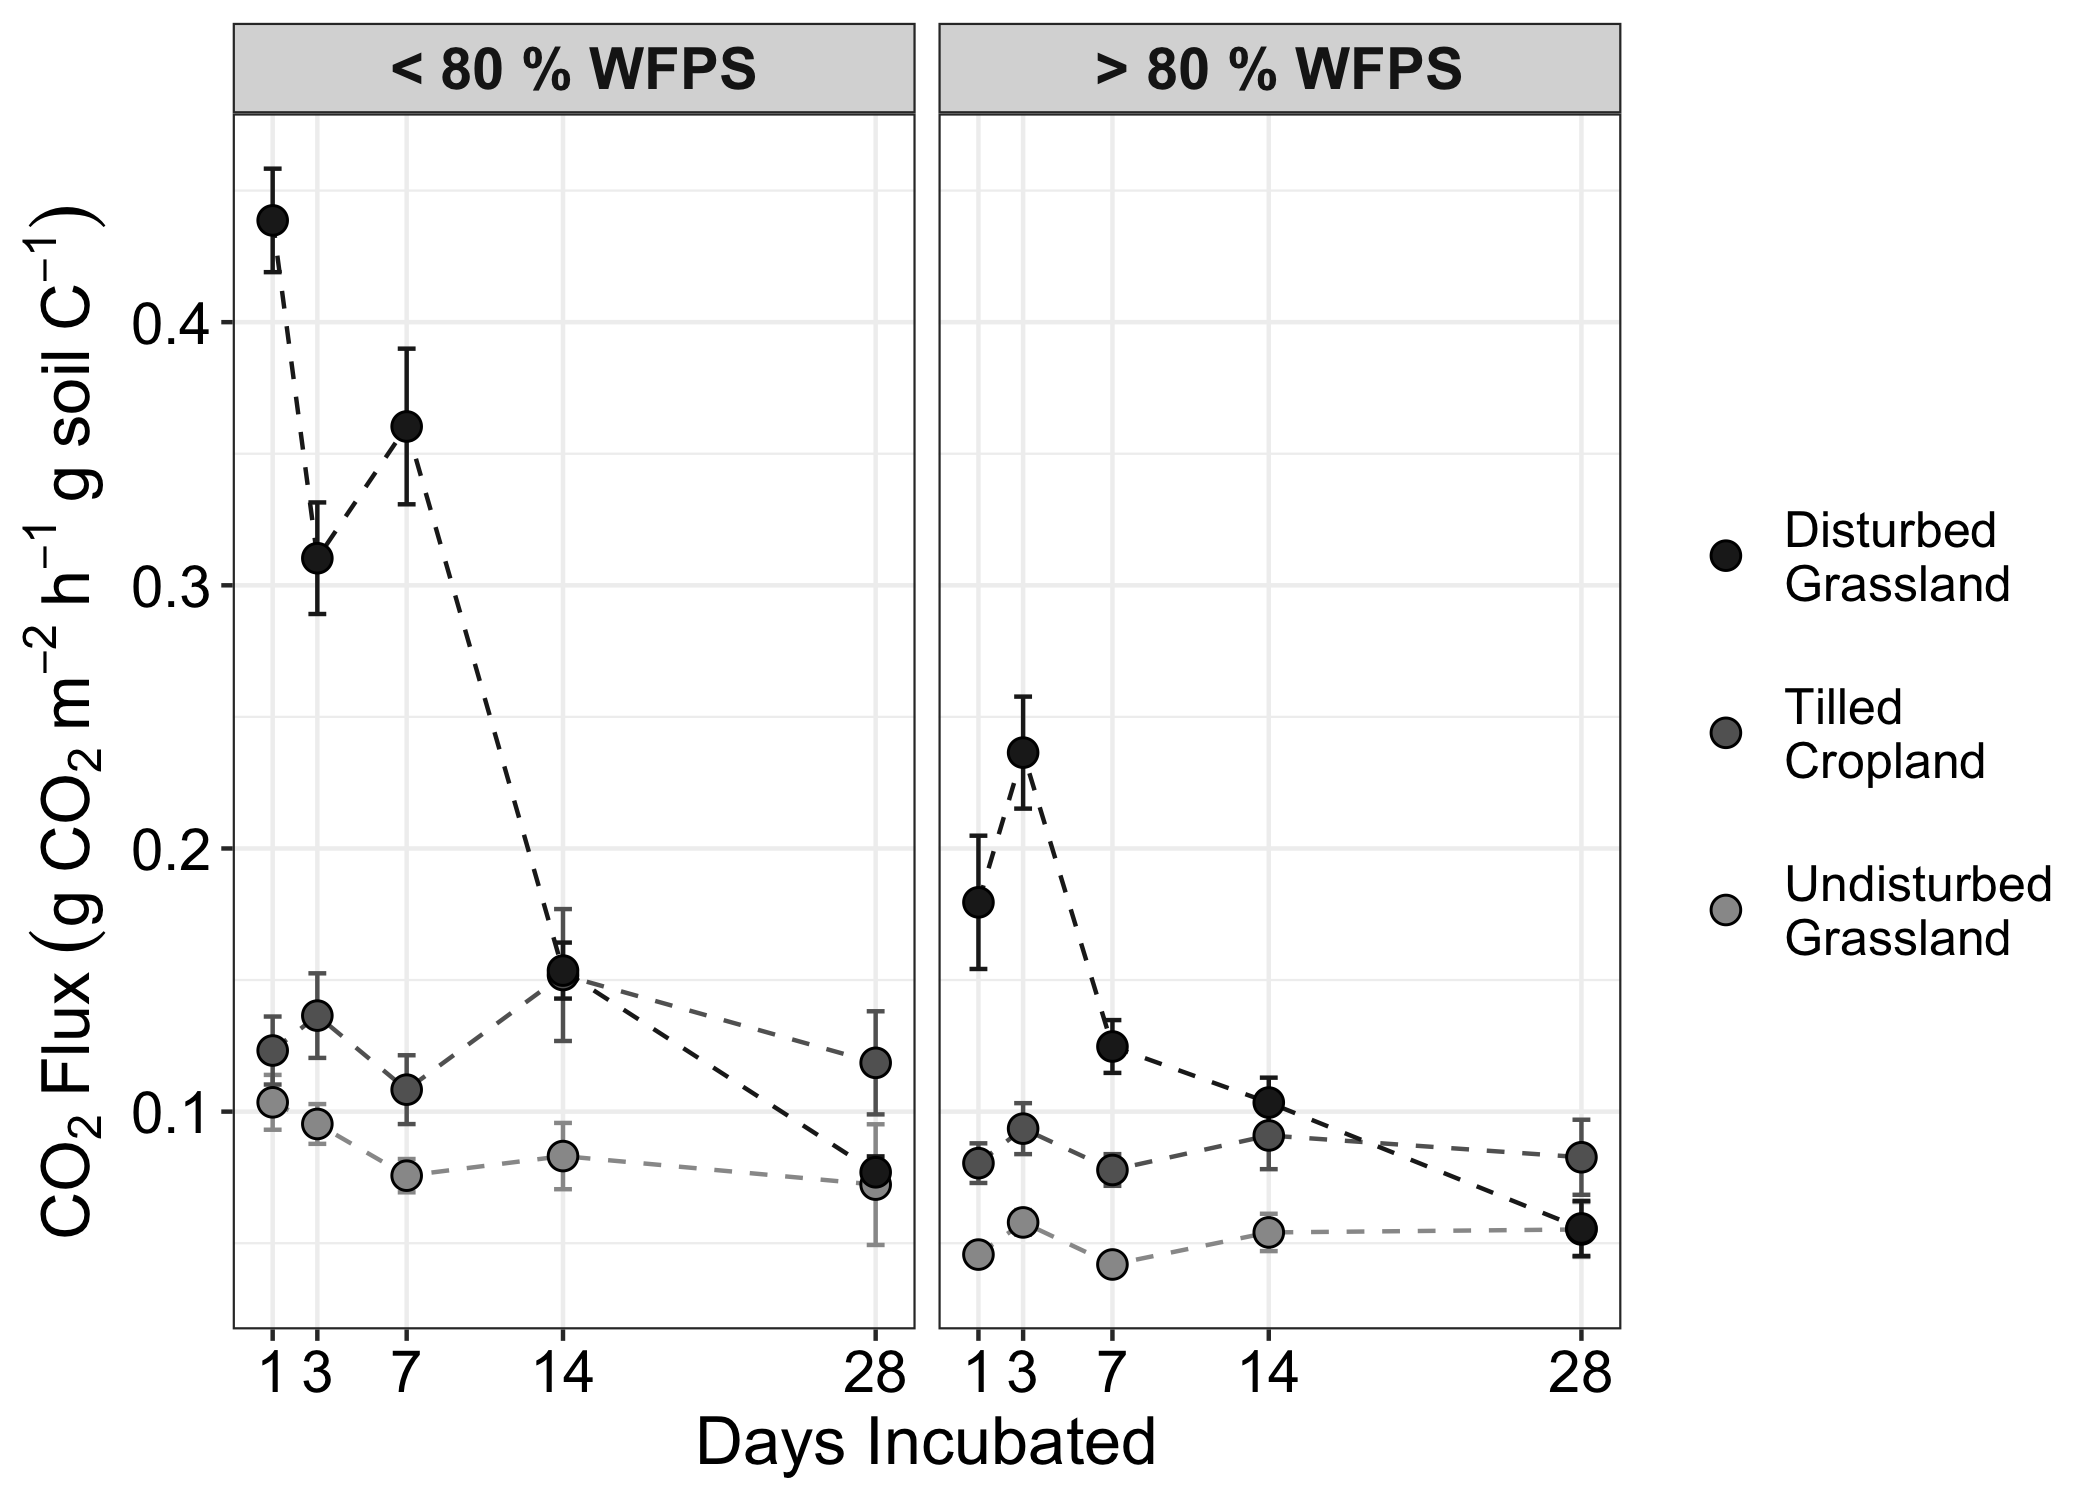 < 80 % WFPS
> 80 % WFPS
CO₂ Flux (g CO₂ m⁻² h⁻¹ g soil C⁻¹)
0.4
0.3
0.2
0.1
1 3 7 14 28
1 3 7 14 28
Days Incubated
Disturbed
Grassland
Tilled
Cropland
Undisturbed
Grassland